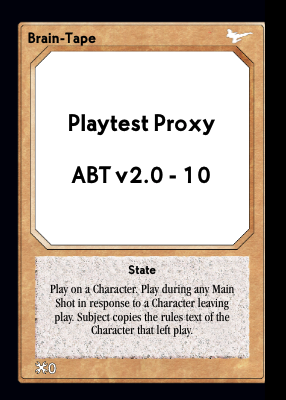 Brain-Tape
Playtest Proxy
ABT v2.0 - 10
State
Play on a Character. Play during any Main
Shot in response to a Character leaving
play. Subject copies the rules text of the
Character that left play.
0